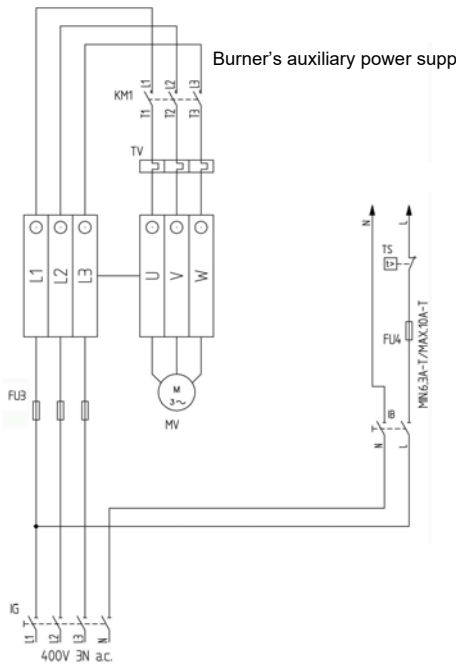 Burner’s auxiliary power supp
L1 L2 L3
KM1
T1 T2 T3
TV
L1 L2 L3 U V W
N L
TS
t>
FU4
MIN.6.3A-T/MAX.10A-T
M
3~
MV
FU3
IB
N L
IG
L1 L2 L3 N
400V 3N a.c.